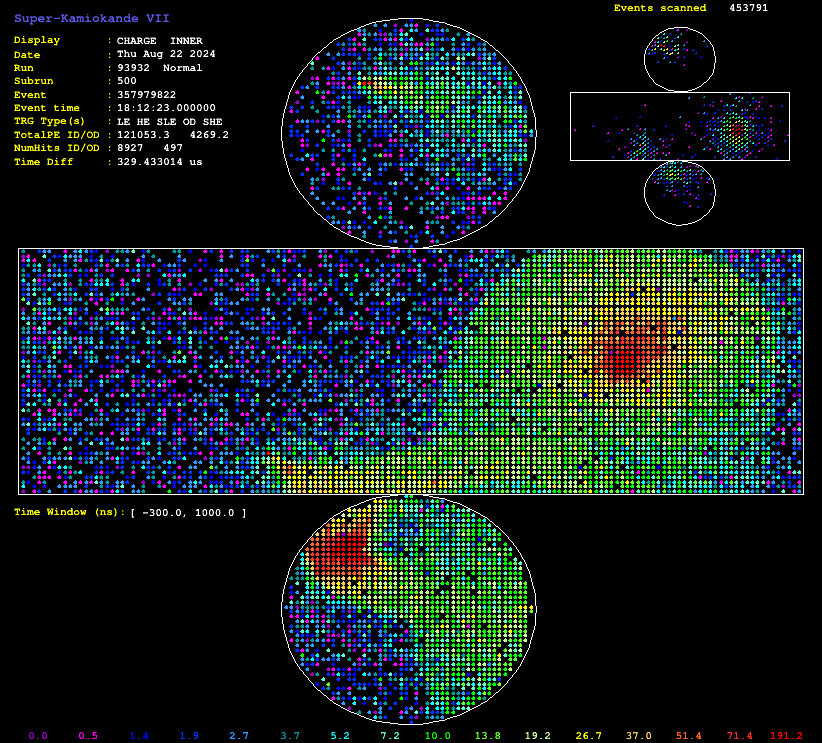 Super-Kamiokande VII
Events scanned 453791
Display : CHARGE INNER
Date : Thu Aug 22 2024
Run : 93932 Normal
Subrun : 500
Event : 357979822
Event time : 18:12:23.000000
TRG Type(s) : LE HE SLE OD SHE
TotalPE ID/OD : 121053.3 4269.2
NumHits ID/OD : 8927 497
Time Diff : 329.433014 us
Time Window (ns): [ -300.0, 1000.0 ]
0.0 0.5 1.4 1.9 2.7 3.7 5.2 7.2 10.0 13.8 19.2 26.7 37.0 51.4 71.4 191.2